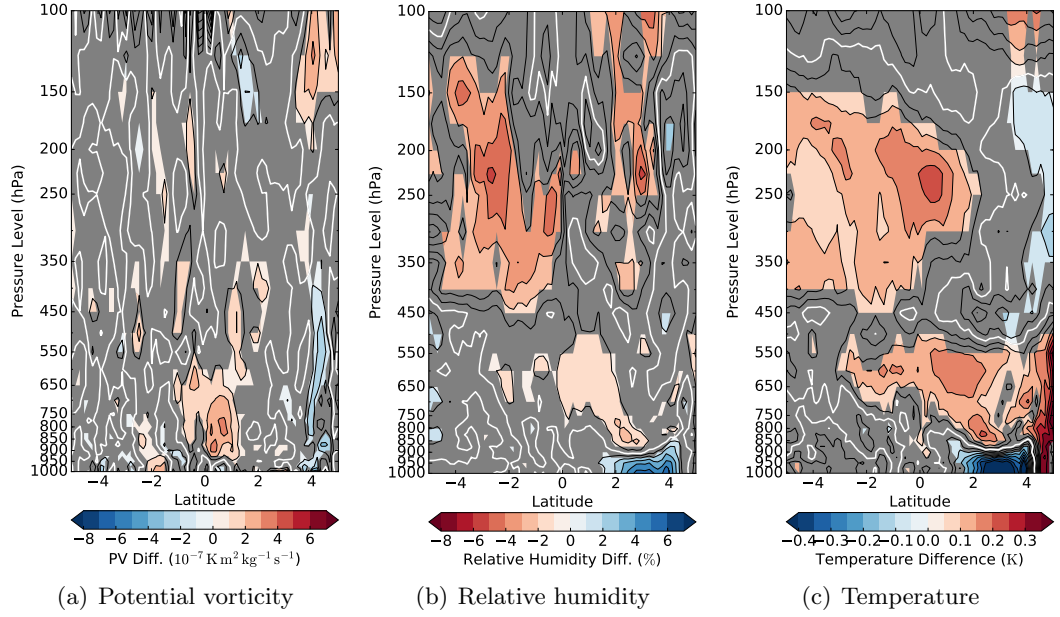 100
150
200
250
350
450
550
650
750
800
850
900
950
1000
Pressure Level (hPa)
−4 −2 0 2 4
Latitude
−8 −6 −4 −2 0 2 4 6
PV Diff. (10⁻⁷ K m² kg⁻¹ s⁻¹)
(a) Potential vorticity
100
150
200
250
350
450
550
650
750
800
850
900
950
1000
Pressure Level (hPa)
−4 −2 0 2 4
Latitude
−8 −6 −4 −2 0 2 4 6
Relative Humidity Diff. (%)
(b) Relative humidity
100
150
200
250
350
450
550
650
750
800
850
900
950
1000
Pressure Level (hPa)
−4 −2 0 2 4
Latitude
−0.4 −0.3 −0.2 −0.1 0.0 0.1 0.2 0.3
Temperature Difference (K)
(c) Temperature